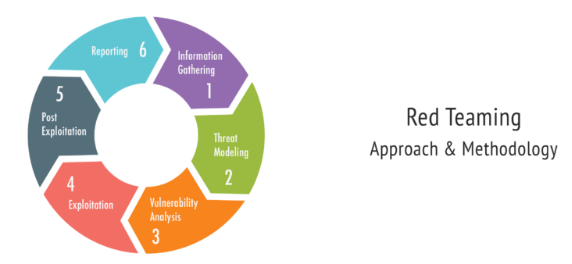 Information
Gathering
1
Threat
Modeling
2
Vulnerability
Analysis
3
4
Exploitation
5
Post
Exploitation
Reporting 6
Red Teaming
Approach & Methodology